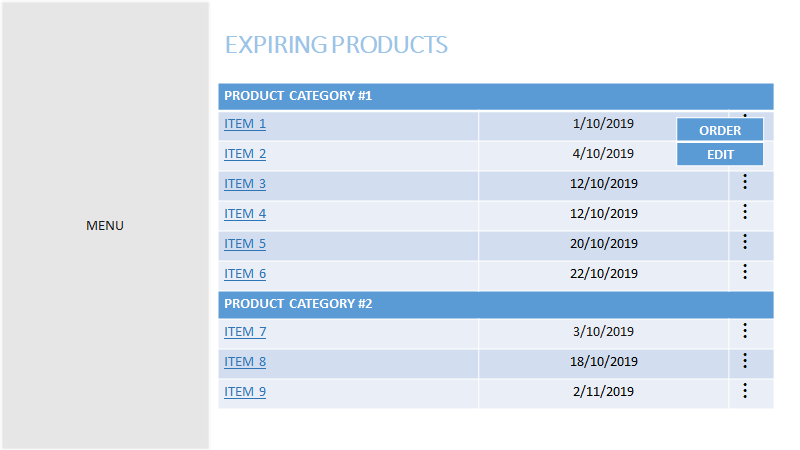 EXPIRING PRODUCTS
PRODUCT CATEGORY #1
ITEM 1 1/10/2019
ORDER
ITEM 2 4/10/2019
EDIT
ITEM 3 12/10/2019
ITEM 4 12/10/2019
MENU
ITEM 5 20/10/2019
ITEM 6 22/10/2019
PRODUCT CATEGORY #2
ITEM 7 3/10/2019
ITEM 8 18/10/2019
ITEM 9 2/11/2019